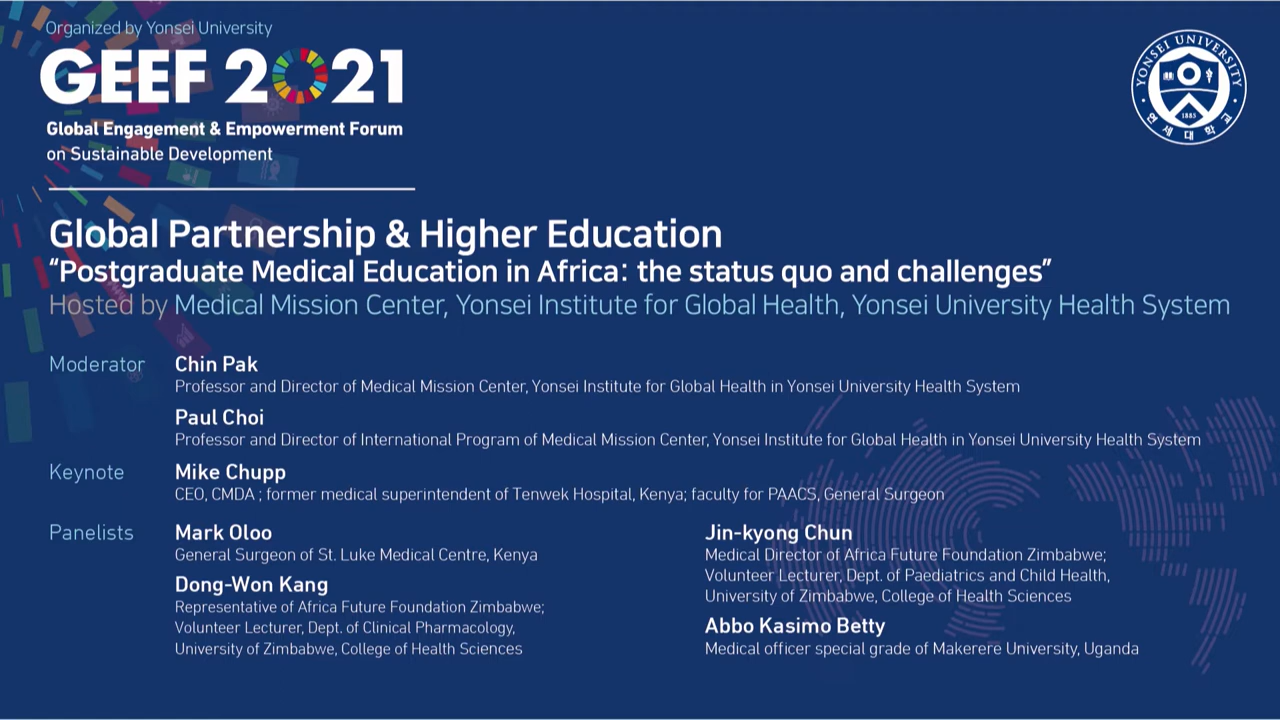 Organized by Yonsei University
GEEF 2021
Global Engagement & Empowerment Forum
on Sustainable Development
YONSEI UNIVERSITY
1885
연세대학교
Global Partnership & Higher Education
“Postgraduate Medical Education in Africa: the status quo and challenges”
Hosted by Medical Mission Center, Yonsei Institute for Global Health, Yonsei University Health System
Moderator
Chin Pak
Professor and Director of Medical Mission Center, Yonsei Institute for Global Health in Yonsei University Health System
Paul Choi
Professor and Director of International Program of Medical Mission Center, Yonsei Institute for Global Health in Yonsei University Health System
Keynote
Mike Chupp
CEO, CMDA ; former medical superintendent of Tenwek Hospital, Kenya; faculty for PAACS, General Surgeon
Panelists
Mark Oloo
General Surgeon of St. Luke Medical Centre, Kenya
Dong-Won Kang
Representative of Africa Future Foundation Zimbabwe;
Volunteer Lecturer, Dept. of Clinical Pharmacology,
University of Zimbabwe, College of Health Sciences
Jin-kyong Chun
Medical Director of Africa Future Foundation Zimbabwe;
Volunteer Lecturer, Dept. of Paediatrics and Child Health,
University of Zimbabwe, College of Health Sciences
Abbo Kasimo Betty
Medical officer special grade of Makerere University, Uganda